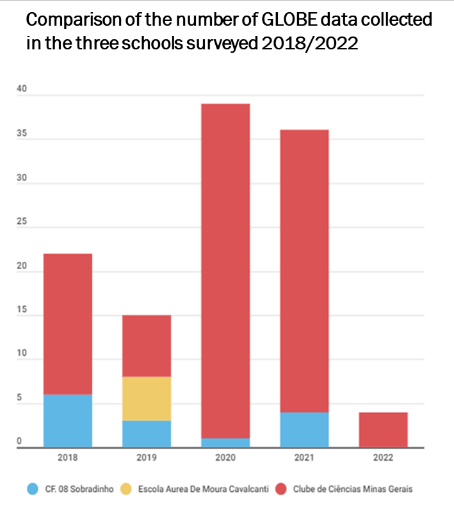 Comparison of the number of GLOBE data collected
in the three schools surveyed 2018/2022
40
35
30
25
20
15
10
5
0
2018 2019 2020 2021 2022
CF. 08 Sobradinho Escola Aurea De Moura Cavalcanti Clube de Ciências Minas Gerais